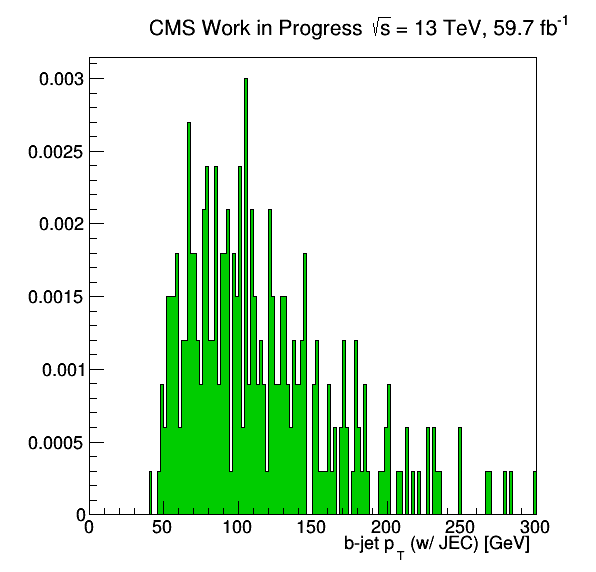 CMS Work in Progress √s = 13 TeV, 59.7 fb⁻¹
0.003
0.0025
0.002
0.0015
0.001
0.0005
0
0 50 100 150 200 250 300
b-jet p_T (w/ JEC) [GeV]